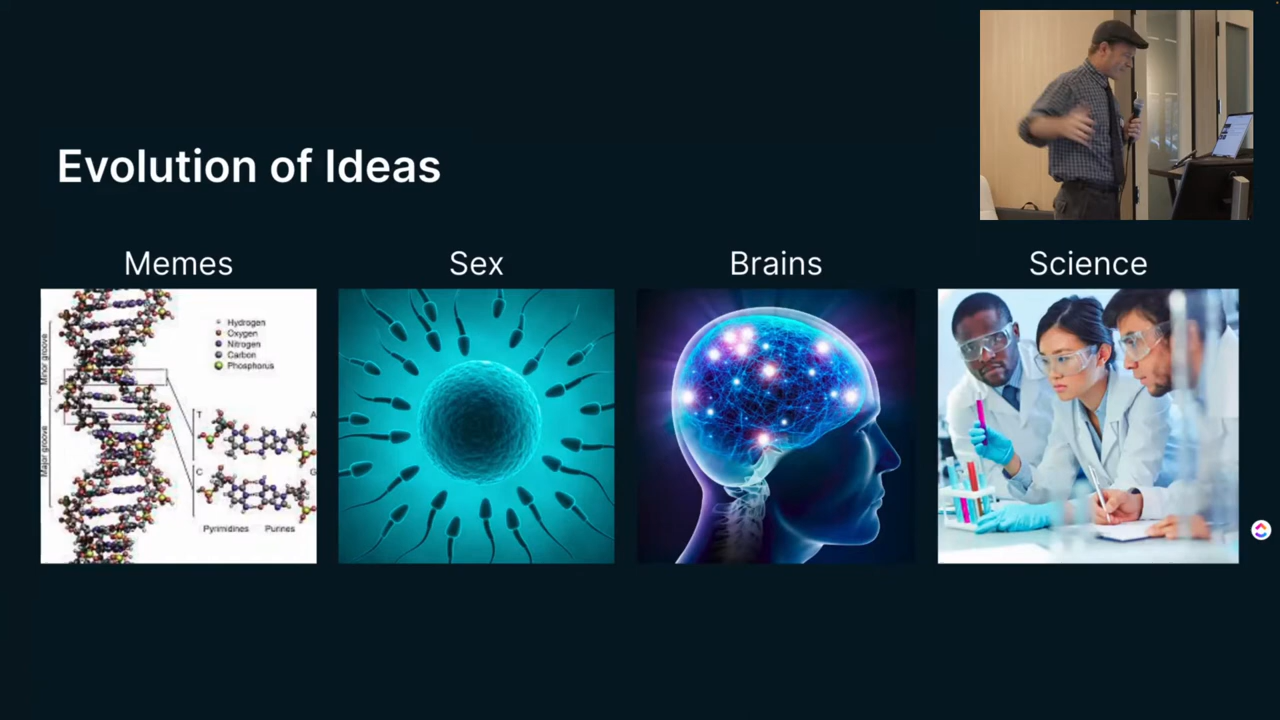 Evolution of Ideas
Memes
Sex
Brains
Science
Minor groove
Major groove
Hydrogen
Oxygen
Nitrogen
Carbon
Phosphorus
T
A
C
G
Pyrimidines Purines